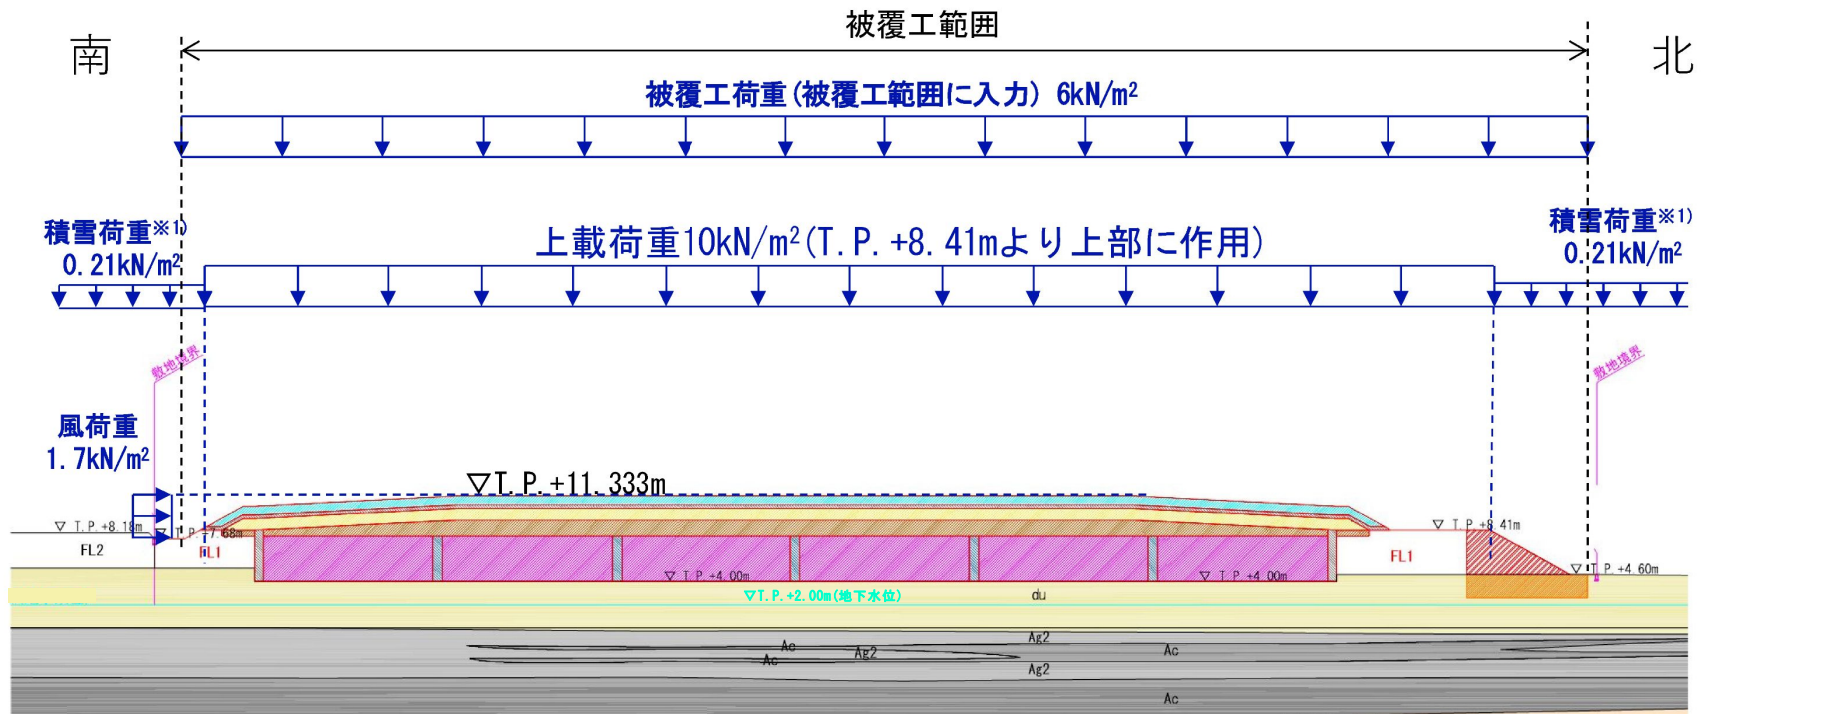 被覆工範囲
南
北
被覆工荷重(被覆工範囲に入力) 6kN/m²
積雪荷重※1)
0.21kN/m²
上載荷重10kN/m²(T.P.+8.41mより上部に作用)
積雪荷重※1)
0.21kN/m²
敷地境界
敷地境界
風荷重
1.7kN/m²
▽T.P.+11.333m
▽ T.P.+8.18m
▽ T.P.+7.68m
▽ T.P.+8.41m
FL2
FL1
FL1
▽ T.P.+4.00m
▽ T.P.+4.00m
▽ T.P.+4.60m
▽T.P.+2.00m(地下水位)
du
Ag2
Ac
Ag2
Ac
Ac
Ag2
Ac